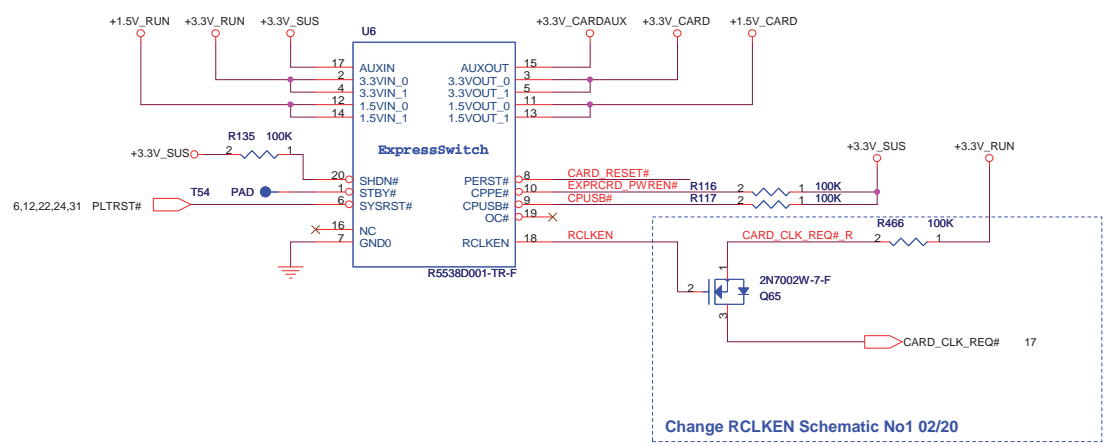 +1.5V_RUN +3.3V_RUN +3.3V_SUS +3.3V_CARDAUX +3.3V_CARD +1.5V_CARD
U6
17 AUXIN AUXOUT 15
2 3.3VIN_0 3.3VOUT_0 3
4 3.3VIN_1 3.3VOUT_1 5
12 1.5VIN_0 1.5VOUT_0 11
14 1.5VIN_1 1.5VOUT_1 13
R135 100K
+3.3V_SUS 2 1
ExpressSwitch
+3.3V_SUS +3.3V_RUN
20 SHDN# PERST# 8 CARD_RESET#
T54 PAD 1 STBY# CPPE# 10 EXPRCRD_PWREN# R116 2 1 100K
6,12,22,24,31 PLTRST# 6 SYSRST# CPUSB# 9 CPUSB# R117 2 1 100K
OC# 19
16 NC
7 GND0 RCLKEN 18 RCLKEN
R5538D001-TR-F
R466 100K
CARD_CLK_REQ#_R 2 1
1
2 2N7002W-7-F
Q65
3
CARD_CLK_REQ# 17
Change RCLKEN Schematic No1 02/20